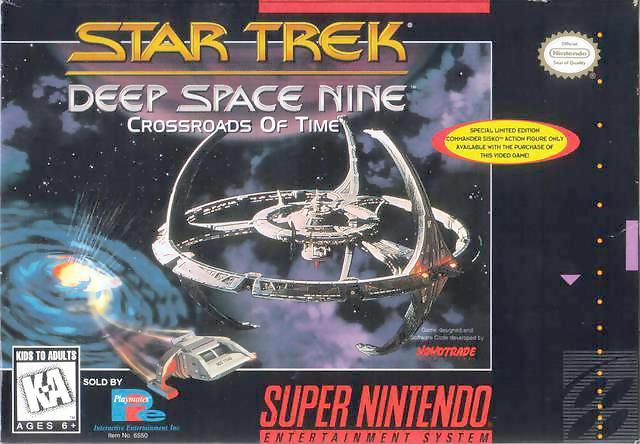 STAR TREK®
DEEP SPACE NINE™
CROSSROADS OF TIME
Official
Nintendo
Seal of Quality
SPECIAL LIMITED EDITION
COMMANDER SISKO™ ACTION FIGURE ONLY
AVAILABLE WITH THE PURCHASE OF
THIS VIDEO GAME!
Game designed and
Software Code developed by
NOVOTRADE
KIDS TO ADULTS
K-A
AGES 6+
SOLD BY
Playmates
Interactive Entertainment Inc
Item No. 6550
SUPER NINTENDO
ENTERTAINMENT SYSTEM